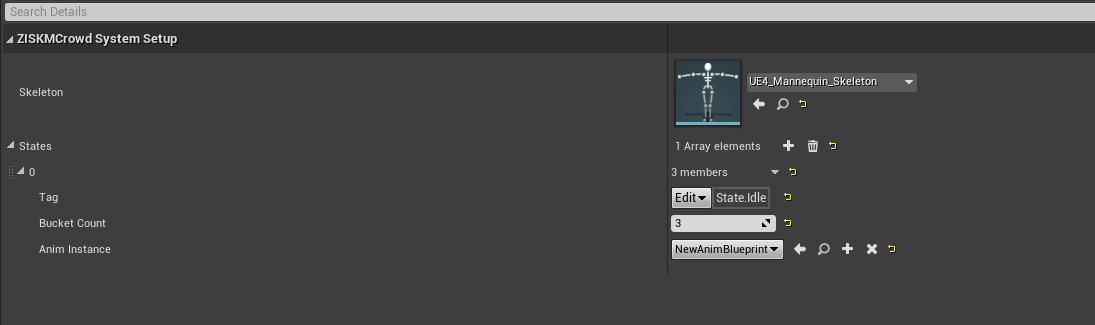 Search Details
ZISKMCrowd System Setup
Skeleton
UE4_Mannequin_Skeleton
States
1 Array elements
0
3 members
Tag
Edit State.Idle
Bucket Count
3
Anim Instance
NewAnimBlueprint